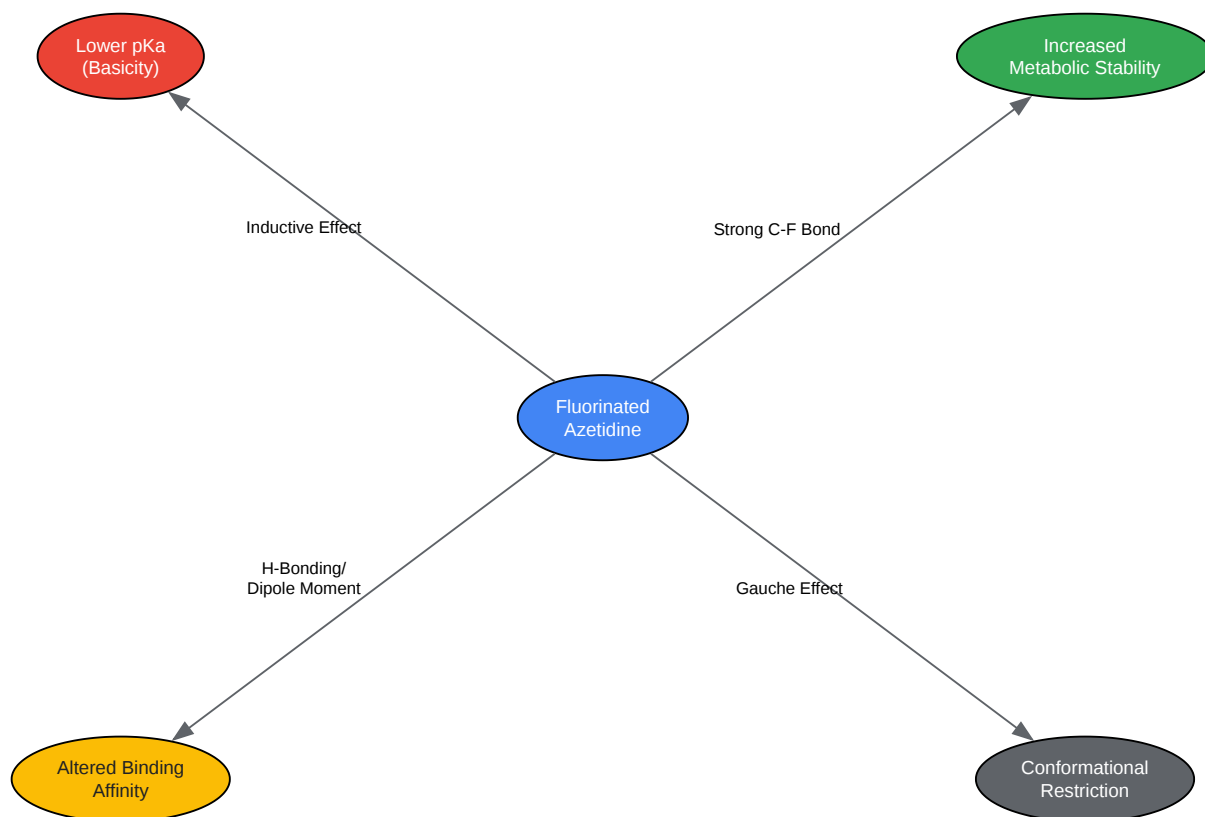 Lower pKa
(Basicity)
Increased
Metabolic Stability
Inductive Effect
Strong C-F Bond
Fluorinated
Azetidine
H-Bonding/
Dipole Moment
Gauche Effect
Altered Binding
Affinity
Conformational
Restriction